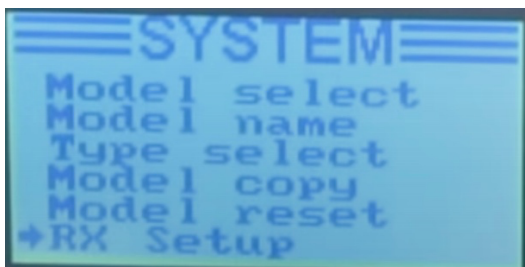 SYSTEM
Model select
Model name
Type select
Model copy
Model reset
→RX Setup